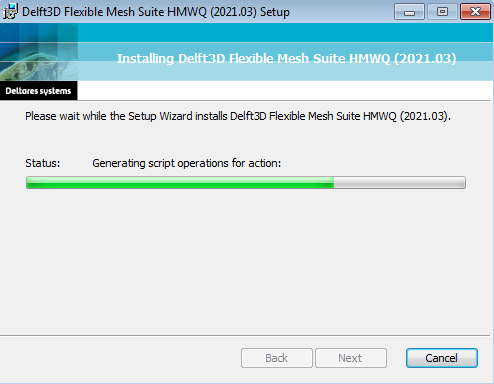 Delft3D Flexible Mesh Suite HMWQ (2021.03) Setup
Installing Delft3D Flexible Mesh Suite HMWQ (2021.03)
Deltares systems
Please wait while the Setup Wizard installs Delft3D Flexible Mesh Suite HMWQ (2021.03).
Status: Generating script operations for action:
Back Next Cancel